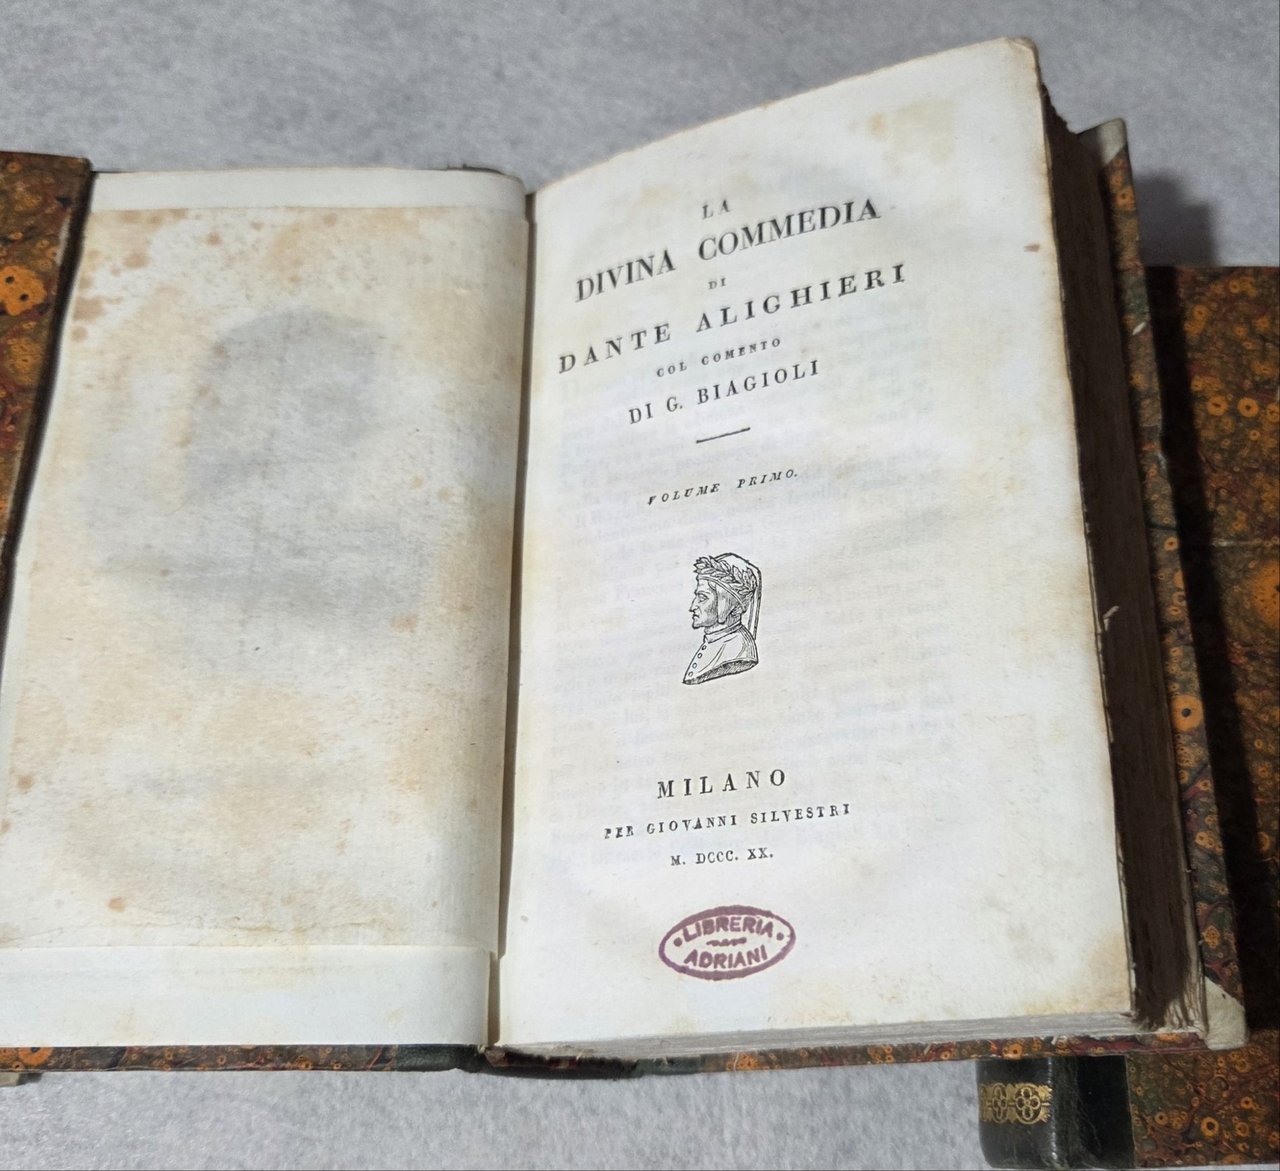 LA
DIVINA COMMEDIA
DI
DANTE ALIGHIERI
COL COMENTO
DI G. BIAGIOLI
VOLUME PRIMO.
MILANO
PER GIOVANNI SILVESTRI
M. DCCC. XX.
LIBRERIA
ADRIANI